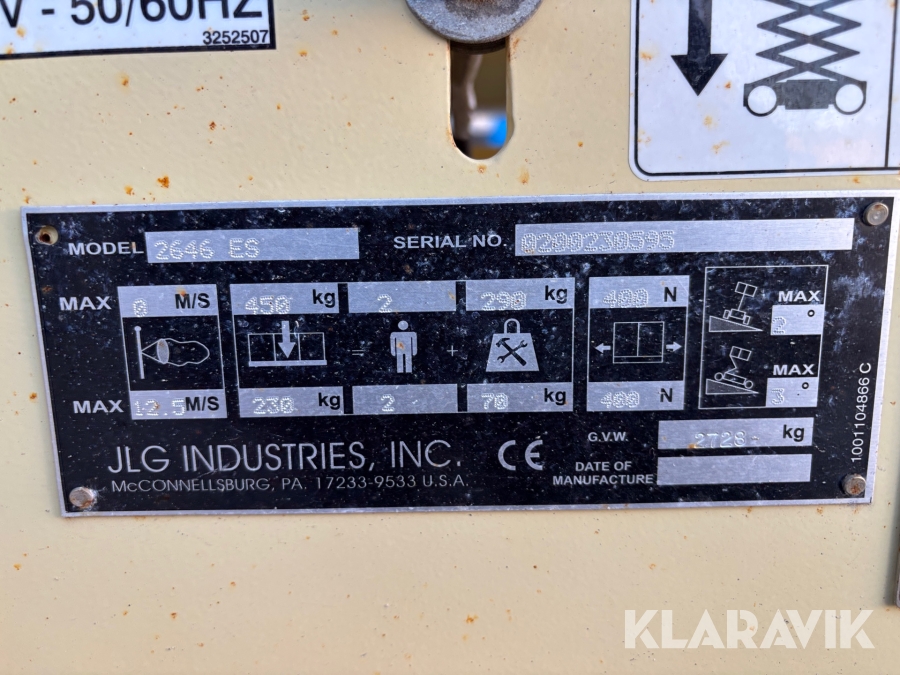 V - 50/60HZ
3252507
MODEL 2646 ES SERIAL NO. 0200230595
MAX 0 M/S 450 kg 2 290 kg 400 N MAX 2°
= + MAX 3°
MAX 12.5 M/S 230 kg 2 70 kg 400 N
G.V.W. 2728- kg
JLG INDUSTRIES, INC. CE
DATE OF MANUFACTURE
McCONNELLSBURG, PA. 17233-9533 U.S.A.
1001104866 C
KLARAVIK